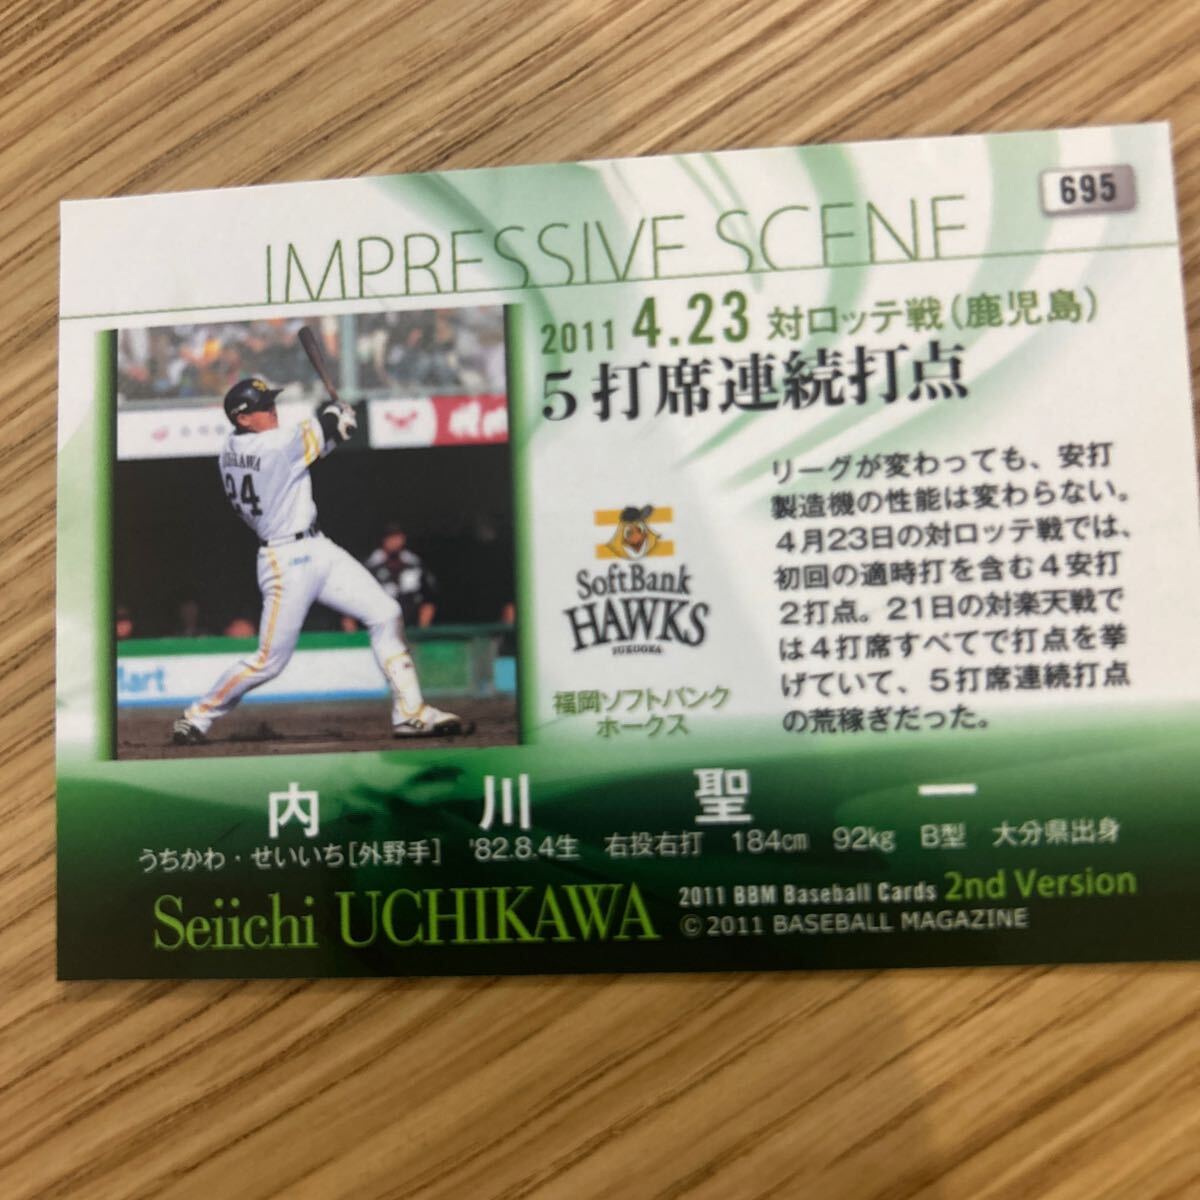 695
IMPRESSIVE SCENE
2011 4.23 対ロッテ戦(鹿児島)
5打席連続打点
リーグが変わっても、安打
製造機の性能は変わらない。
4月23日の対ロッテ戦では、
初回の適時打を含む4安打
2打点。21日の対楽天戦で
は4打席すべてで打点を挙
げていて、5打席連続打点
の荒稼ぎだった。
SoftBank
HAWKS
FUKUOKA
福岡ソフトバンク
ホークス
24
内川聖一
うちかわ・せいいち[外野手] '82.8.4生 右投右打 184cm 92kg B型 大分県出身
Seiichi UCHIKAWA
2011 BBM Baseball Cards 2nd Version
©2011 BASEBALL MAGAZINE